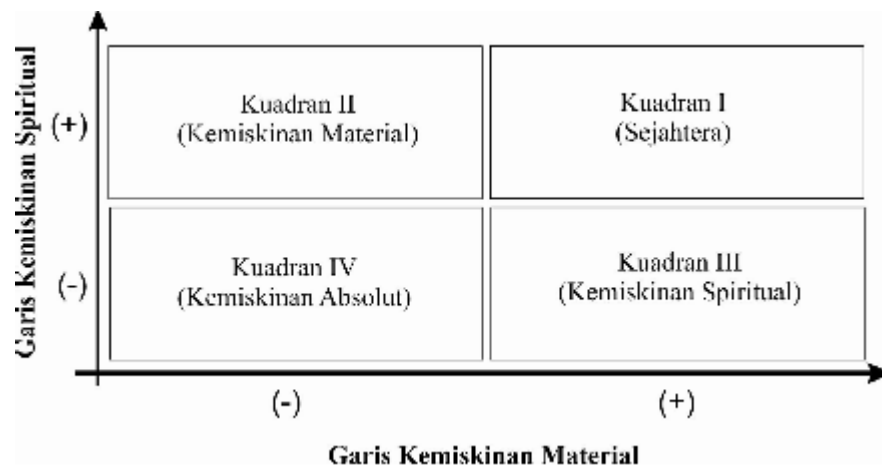 Garis Kemiskinan Spiritual
(+)
Kuadran II
(Kemiskinan Material)
Kuadran I
(Sejahtera)
(-)
Kuadran IV
(Kemiskinan Absolut)
Kuadran III
(Kemiskinan Spiritual)
(-)
(+)
Garis Kemiskinan Material